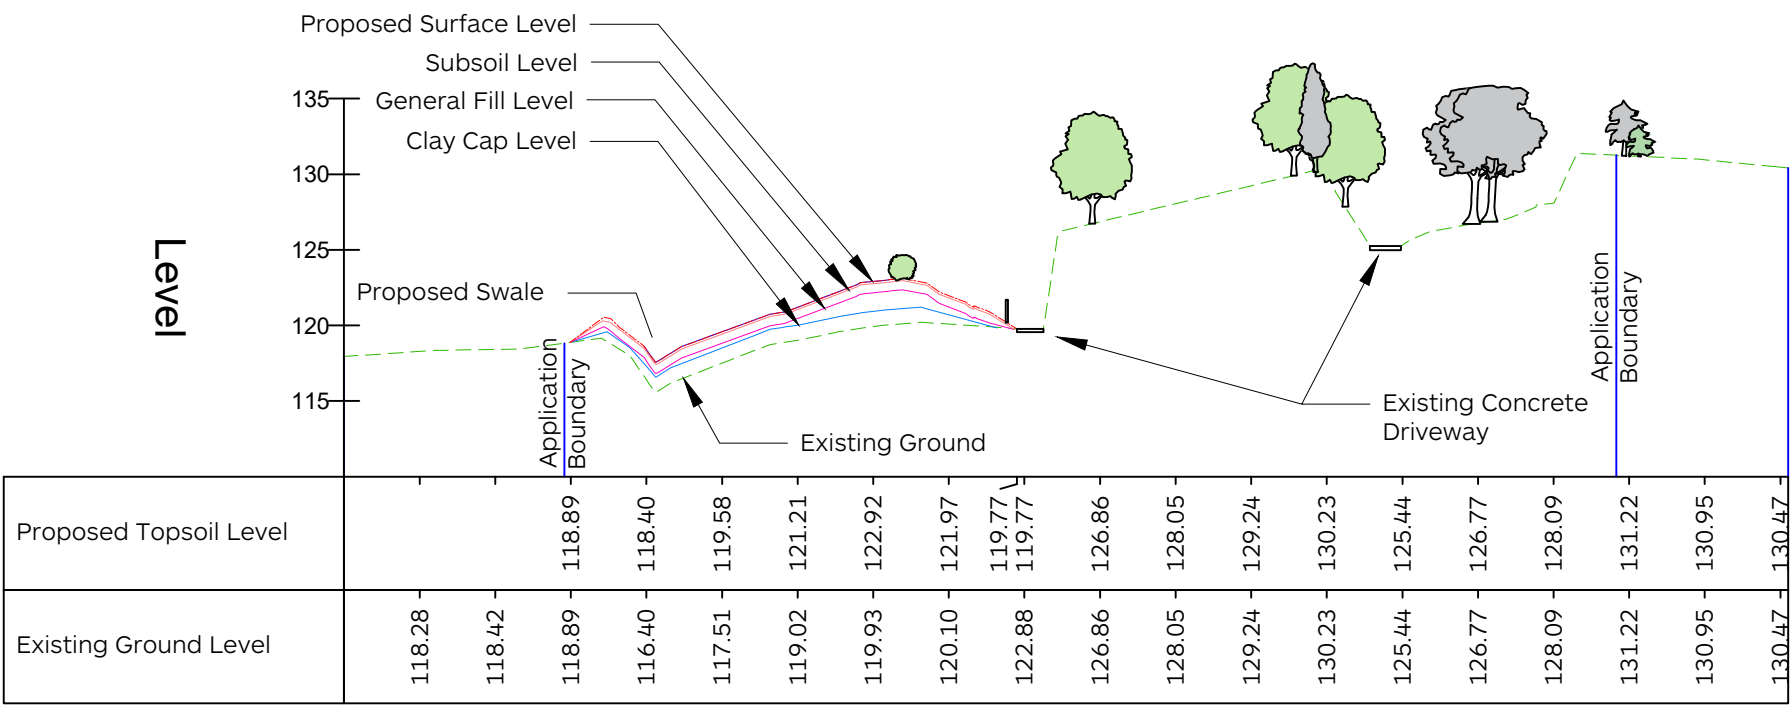 Proposed Surface Level
Subsoil Level
General Fill Level
Clay Cap Level
135
130
125
120
115
Level
Proposed Swale
Existing Ground
Existing Concrete
Driveway
Application
Boundary
Application
Boundary
Proposed Topsoil Level
118.89
118.40
119.58
121.21
122.92
121.97
119.77
119.77
126.86
128.05
129.24
130.23
125.44
126.77
128.09
131.22
130.95
130.47
Existing Ground Level
118.28
118.42
118.89
116.40
117.51
119.02
119.93
120.10
122.88
126.86
128.05
129.24
130.23
125.44
126.77
128.09
131.22
130.95
130.47